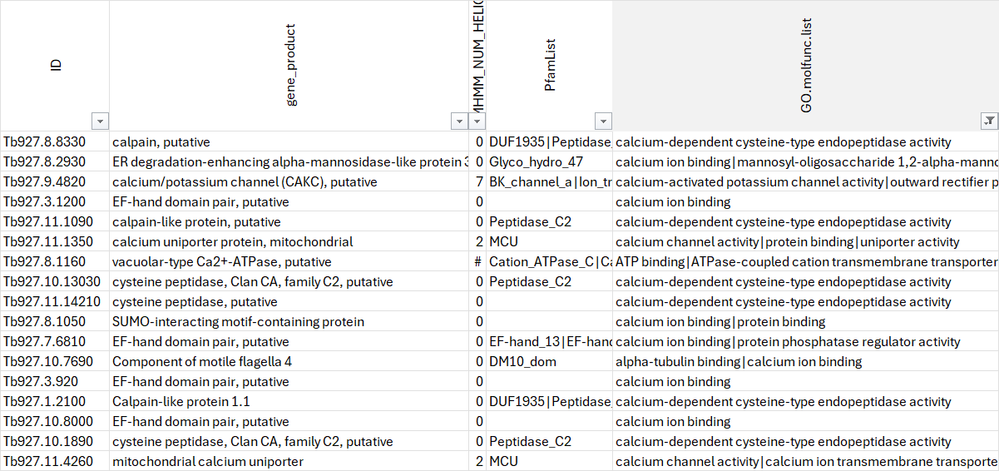 ID gene_product MHMM_NUM_HELIC PfamList GO.molfunc.list
Tb927.8.8330 calpain, putative 0 DUF1935|Peptidase_ calcium-dependent cysteine-type endopeptidase activity
Tb927.8.2930 ER degradation-enhancing alpha-mannosidase-like protein 3 0 Glyco_hydro_47 calcium ion binding|mannosyl-oligosaccharide 1,2-alpha-manno
Tb927.9.4820 calcium/potassium channel (CAKC), putative 7 BK_channel_a|Ion_tr calcium-activated potassium channel activity|outward rectifier p
Tb927.3.1200 EF-hand domain pair, putative 0 calcium ion binding
Tb927.11.1090 calpain-like protein, putative 0 Peptidase_C2 calcium-dependent cysteine-type endopeptidase activity
Tb927.11.1350 calcium uniporter protein, mitochondrial 2 MCU calcium channel activity|protein binding|uniporter activity
Tb927.8.1160 vacuolar-type Ca2+-ATPase, putative # Cation_ATPase_C|Ca ATP binding|ATPase-coupled cation transmembrane transporter
Tb927.10.13030 cysteine peptidase, Clan CA, family C2, putative 0 Peptidase_C2 calcium-dependent cysteine-type endopeptidase activity
Tb927.11.14210 cysteine peptidase, putative 0 calcium-dependent cysteine-type endopeptidase activity
Tb927.8.1050 SUMO-interacting motif-containing protein 0 calcium ion binding|protein binding
Tb927.7.6810 EF-hand domain pair, putative 0 EF-hand_13|EF-hand calcium ion binding|protein phosphatase regulator activity
Tb927.10.7690 Component of motile flagella 4 0 DM10_dom alpha-tubulin binding|calcium ion binding
Tb927.3.920 EF-hand domain pair, putative 0 calcium ion binding
Tb927.1.2100 Calpain-like protein 1.1 0 DUF1935|Peptidase_ calcium-dependent cysteine-type endopeptidase activity
Tb927.10.8000 EF-hand domain pair, putative 0 calcium ion binding
Tb927.10.1890 cysteine peptidase, Clan CA, family C2, putative 0 Peptidase_C2 calcium-dependent cysteine-type endopeptidase activity
Tb927.11.4260 mitochondrial calcium uniporter 2 MCU calcium channel activity|calcium ion transmembrane transporte